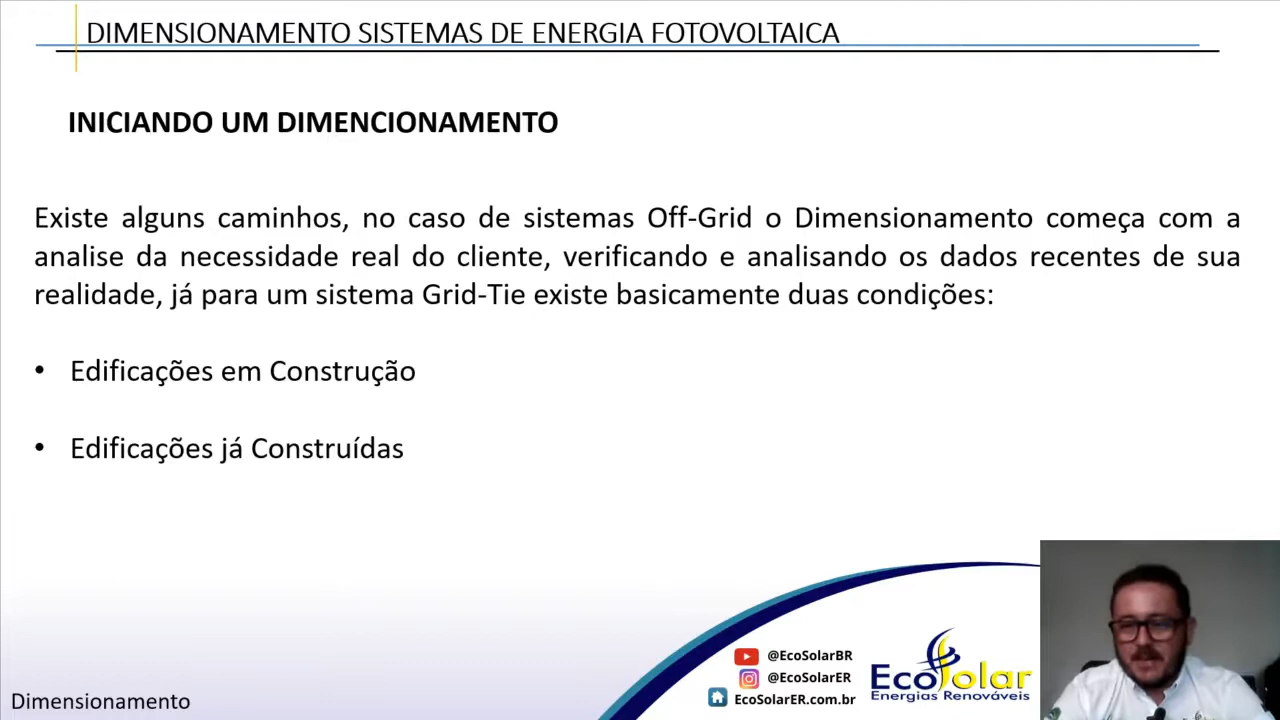 DIMENSIONAMENTO SISTEMAS DE ENERGIA FOTOVOLTAICA
INICIANDO UM DIMENCIONAMENTO
Existe alguns caminhos, no caso de sistemas Off-Grid o Dimensionamento começa com a
analise da necessidade real do cliente, verificando e analisando os dados recentes de sua
realidade, já para um sistema Grid-Tie existe basicamente duas condições:
• Edificações em Construção
• Edificações já Construídas
@EcoSolarBR
@EcoSolarER
EcoSolarER.com.br
EcoSolar
Energias Renováveis
Dimensionamento